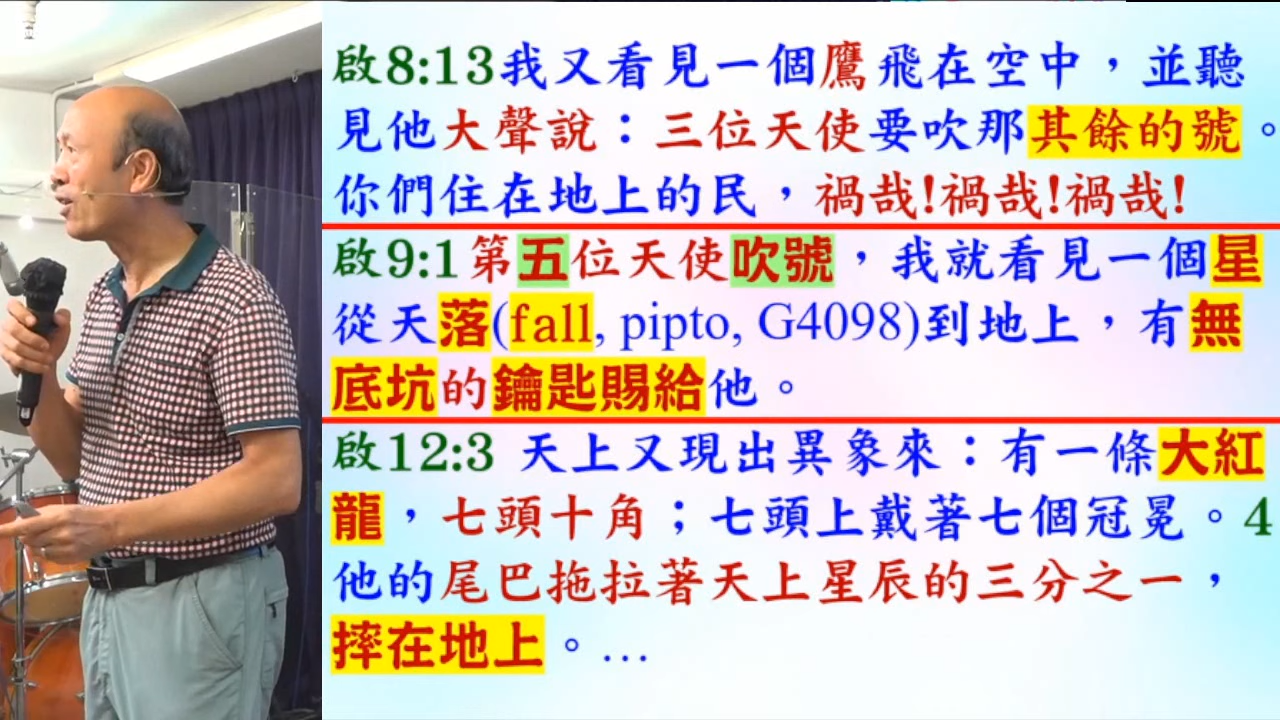 啟8:13我又看見一個鷹飛在空中，並聽
見他大聲說：三位天使要吹那其餘的號。
你們住在地上的民，禍哉!禍哉!禍哉!
啟9:1第五位天使吹號，我就看見一個星
從天落(fall, pipto, G4098)到地上，有無
底坑的鑰匙賜給他。
啟12:3 天上又現出異象來：有一條大紅
龍，七頭十角；七頭上戴著七個冠冕。4
他的尾巴拖拉著天上星辰的三分之一，
摔在地上。…